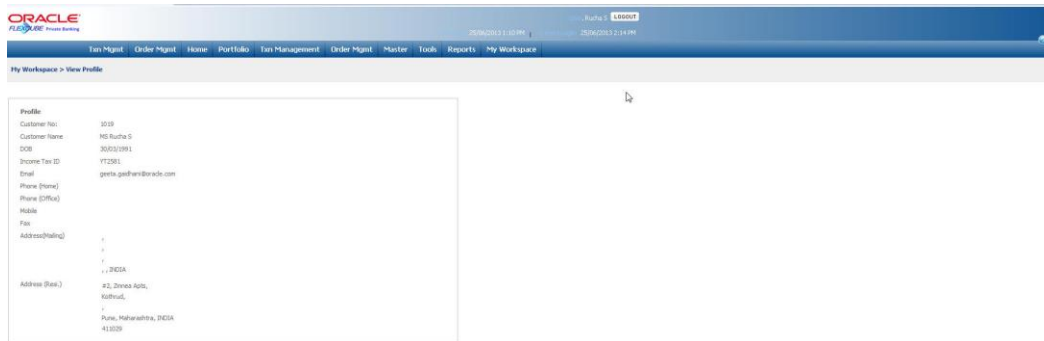 ORACLE
FLEXCUBE Private Banking
, Rucha S LOGOUT
25/06/2013 1:10 PM | 25/06/2013 2:14 PM
Txn Mgmt Order Mgmt Home Portfolio Txn Management Order Mgmt Master Tools Reports My Workspace
My Workspace > View Profile
Profile
Customer No: 1019
Customer Name MS Rucha S
DOB 30/03/1991
Income Tax ID YT2581
Email geeta.gadhani@oracle.com
Phone (Home)
Phone (Office)
Mobile
Fax
Address(Mailing) ,
,
,
, , INDIA
Address (Resi.) #2, Zinnea Apts,
Kothrud,
,
Pune, Maharashtra, INDIA
411029